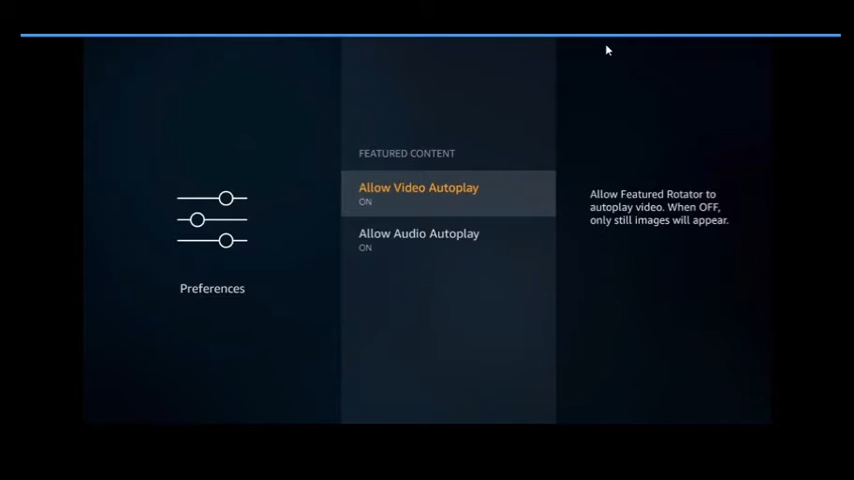 FEATURED CONTENT
Allow Video Autoplay
ON
Allow Audio Autoplay
ON
Preferences
Allow Featured Rotator to
autoplay video. When OFF,
only still images will appear.